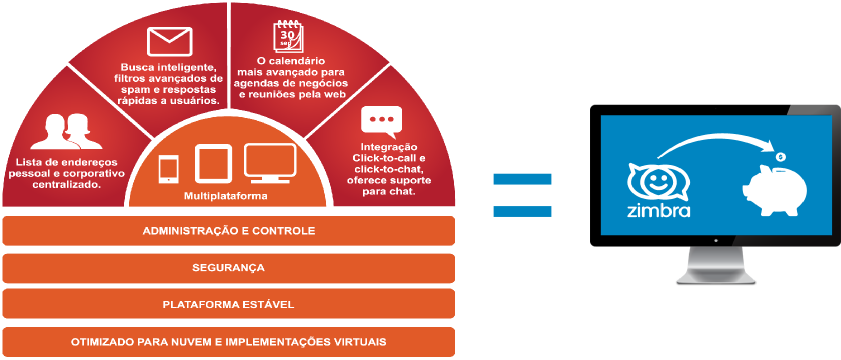 Lista de endereços
pessoal e corporativo
centralizado.
Busca inteligente,
filtros avançados de
spam e respostas
rápidas a usuários.
30
seg
O calendário
mais avançado para
agendas de negócios
e reuniões pela web
Integração
Click-to-call e
click-to-chat,
oferece suporte
para chat.
Multiplataforma
ADMINISTRAÇÃO E CONTROLE
SEGURANÇA
PLATAFORMA ESTÁVEL
OTIMIZADO PARA NUVEM E IMPLEMENTAÇÕES VIRTUAIS
=
zimbra
$